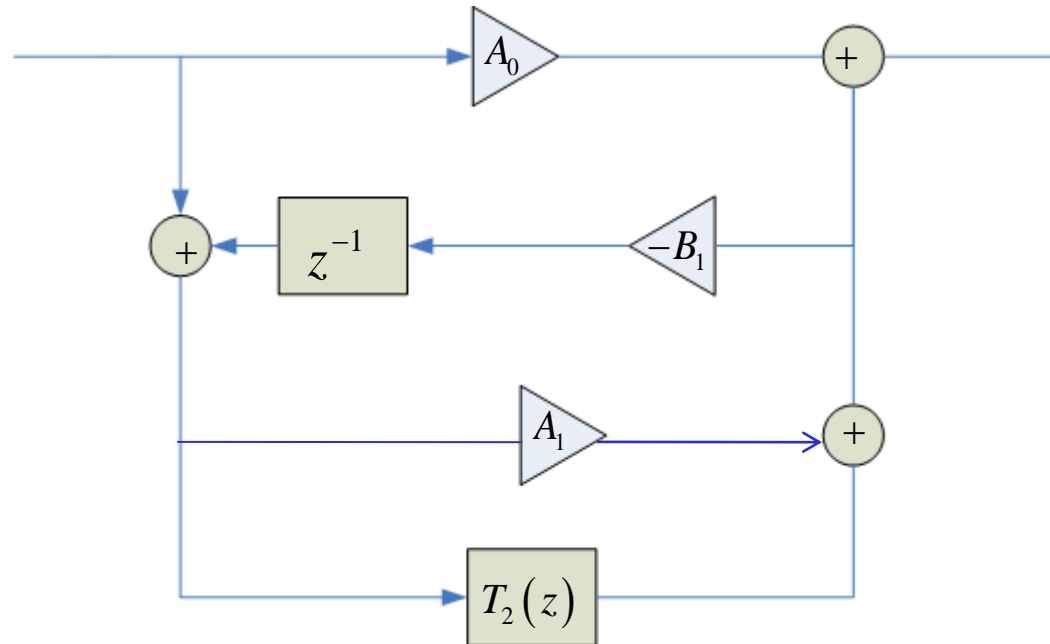 A₀
+
+
z⁻¹
−B₁
A₁
+
T₂(z)